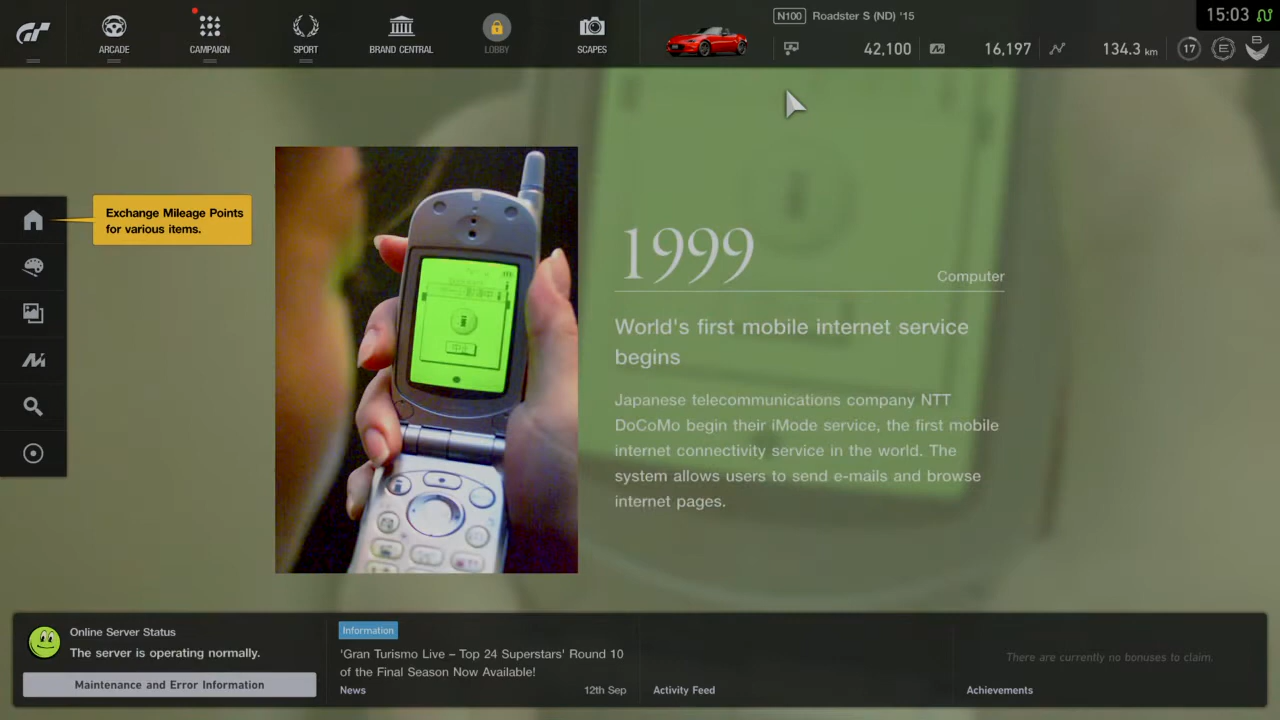 ARCADE
CAMPAIGN
SPORT
BRAND CENTRAL
LOBBY
SCAPES
N100 Roadster S (ND) '15
42,100
16,197
134.3 km
17
E
B
15:03
Exchange Mileage Points
for various items.
1999
Computer
World's first mobile internet service
begins
Japanese telecommunications company NTT
DoCoMo begin their iMode service, the first mobile
internet connectivity service in the world. The
system allows users to send e-mails and browse
internet pages.
Online Server Status
The server is operating normally.
Maintenance and Error Information
Information
'Gran Turismo Live – Top 24 Superstars' Round 10
of the Final Season Now Available!
News
12th Sep
Activity Feed
There are currently no bonuses to claim.
Achievements